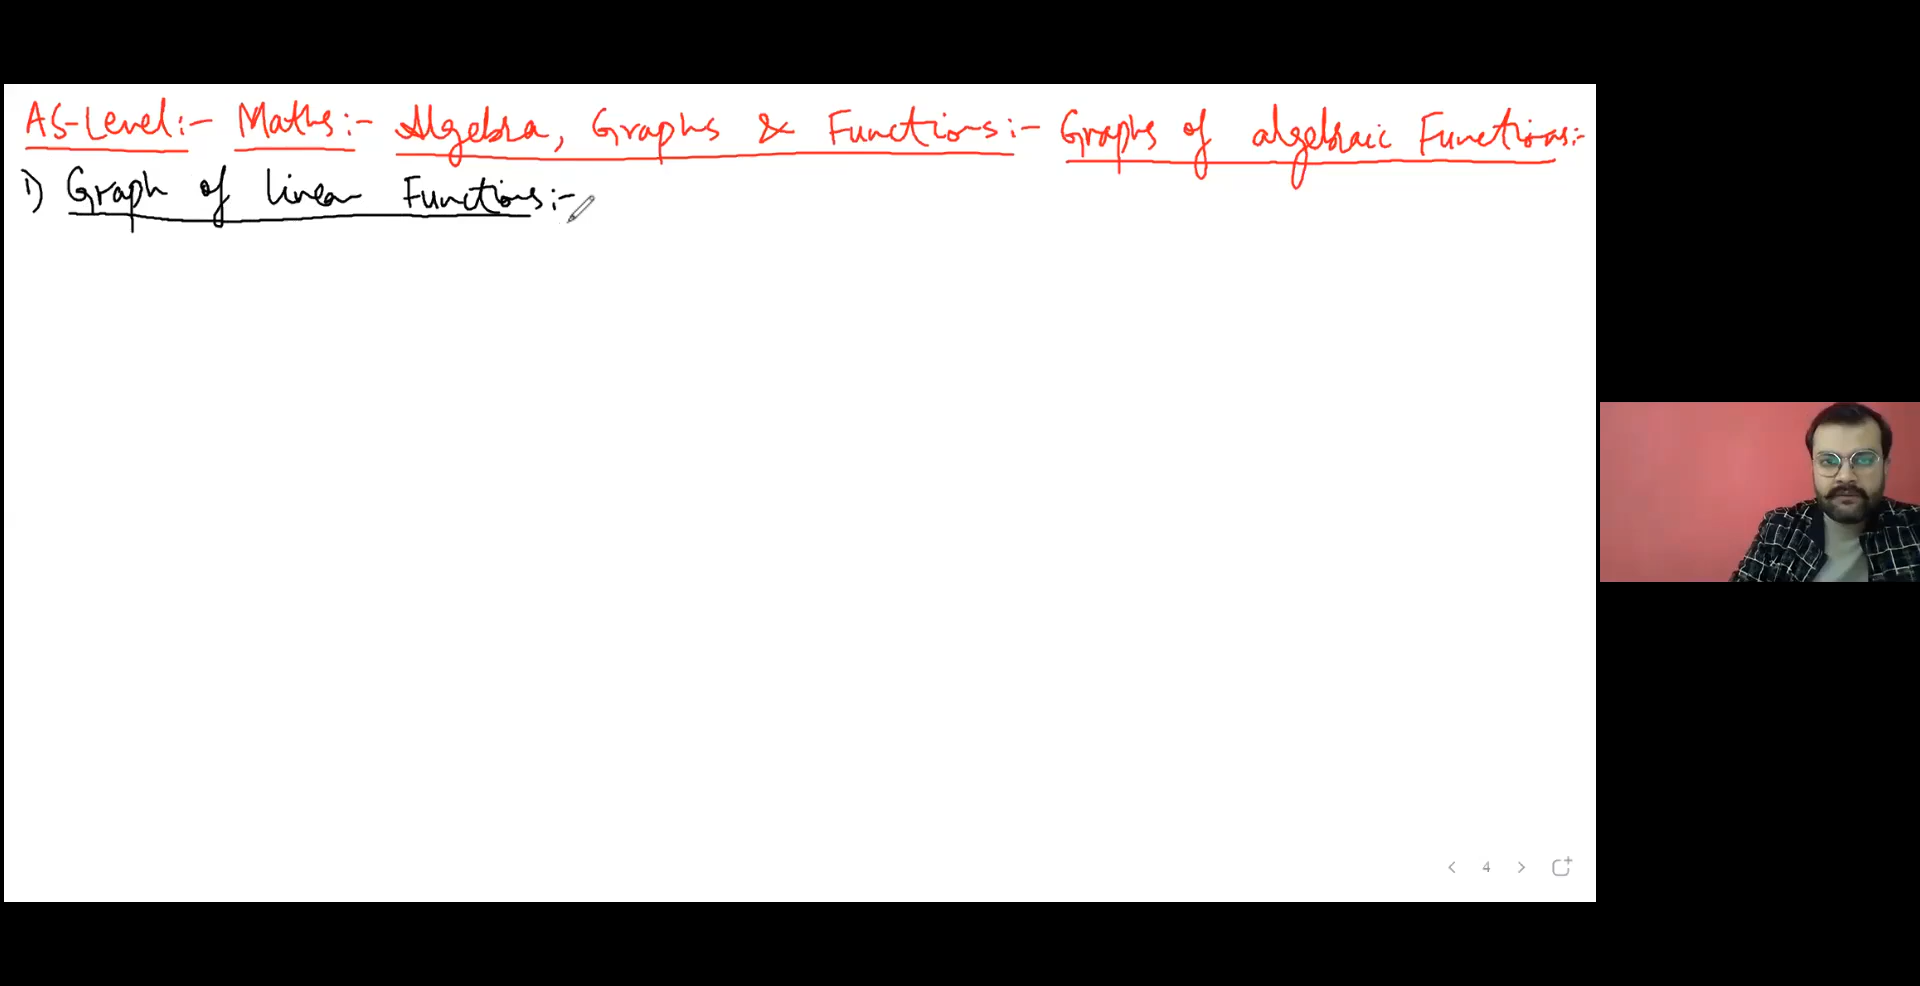 AS-Level:- Maths:- Algebra, Graphs & Functions:- Graphs of algebraic Functions:-
1) Graph of linear Functions:-
4